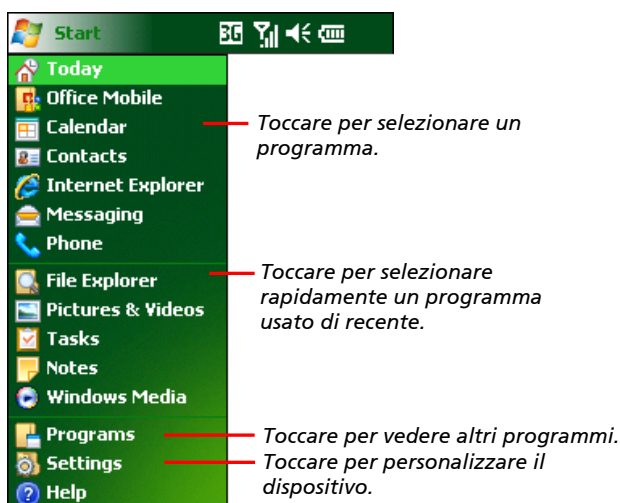 Start 3G
Today
Office Mobile
Calendar
Toccare per selezionare un
programma.
Contacts
Internet Explorer
Messaging
Phone
File Explorer
Toccare per selezionare
rapidamente un programma
usato di recente.
Pictures & Videos
Tasks
Notes
Windows Media
Programs
Toccare per vedere altri programmi.
Settings
Toccare per personalizzare il
dispositivo.
Help